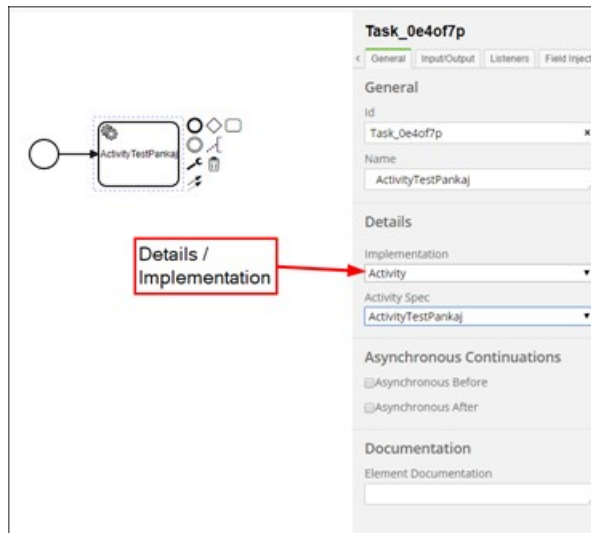 Task_0e4of7p
General Input/Output Listeners Field Inject
General
Id
Task_0e4of7p
Name
ActivityTestPankaj
Details
Implementation
Activity
Activity Spec
ActivityTestPankaj
Asynchronous Continuations
Asynchronous Before
Asynchronous After
Documentation
Element Documentation
ActivityTestPankaj
Details /
Implementation